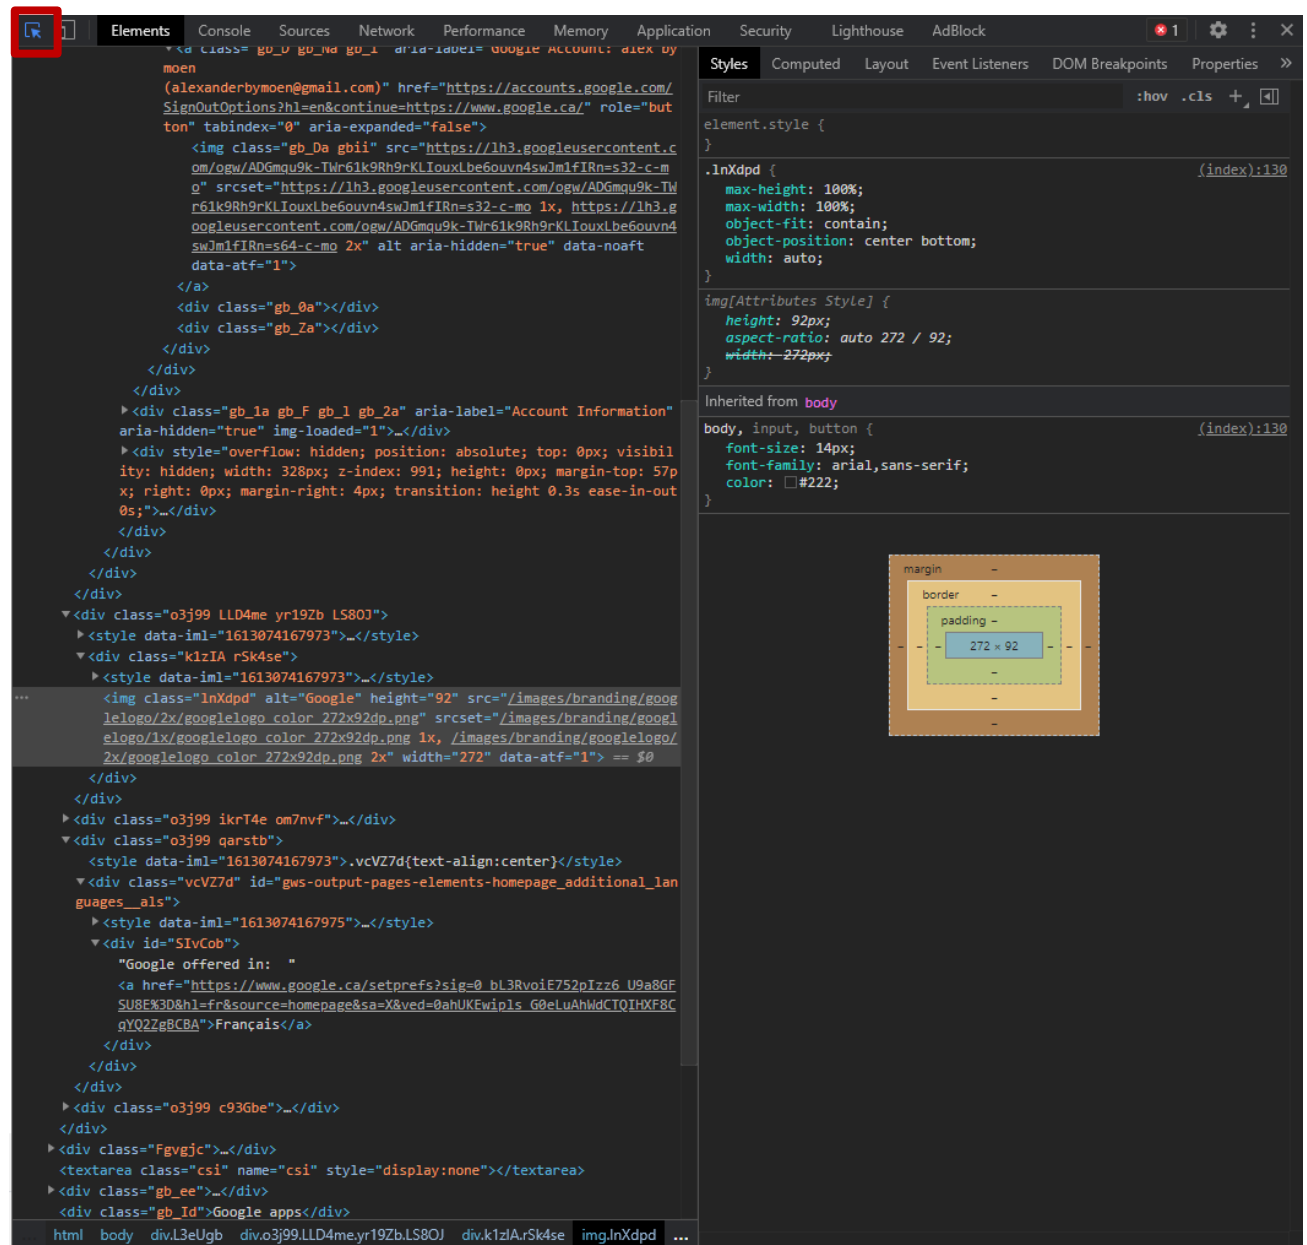 Elements Console Sources Network Performance Memory Application Security Lighthouse AdBlock 1
<a class="gb_D gb_Na gb_i" aria-label="Google Account: alex by
moen
(alexanderbymoen@gmail.com)" href="https://accounts.google.com/
SignOutOptions?hl=en&continue=https://www.google.ca/" role="but
ton" tabindex="0" aria-expanded="false">
<img class="gb_Da gbii" src="https://lh3.googleusercontent.c
om/ogw/ADGmqu9k-TWr61k9Rh9rKLIouxLbe6ouvn4swJm1fIRn=s32-c-m
o" srcset="https://lh3.googleusercontent.com/ogw/ADGmqu9k-TW
r61k9Rh9rKLIouxLbe6ouvn4swJm1fIRn=s32-c-mo 1x, https://lh3.g
oogleusercontent.com/ogw/ADGmqu9k-TWr61k9Rh9rKLIouxLbe6ouvn4
swJm1fIRn=s64-c-mo 2x" alt aria-hidden="true" data-noaft
data-atf="1">
</a>
<div class="gb_0a"></div>
<div class="gb_Za"></div>
</div>
</div>
</div>
<div class="gb_1a gb_F gb_l gb_2a" aria-label="Account Information"
aria-hidden="true" img-loaded="1">…</div>
<div style="overflow: hidden; position: absolute; top: 0px; visibil
ity: hidden; width: 328px; z-index: 991; height: 0px; margin-top: 57p
x; right: 0px; margin-right: 4px; transition: height 0.3s ease-in-out
0s;">…</div>
</div>
</div>
</div>
</div>
<div class="o3j99 LLD4me yr19Zb LS8OJ">
<style data-iml="1613074167973">…</style>
<div class="k1zIA rSk4se">
<style data-iml="1613074167973">…</style>
<img class="lnXdpd" alt="Google" height="92" src="/images/branding/goog
lelogo/2x/googlelogo_color_272x92dp.png" srcset="/images/branding/googl
elogo/1x/googlelogo_color_272x92dp.png 1x, /images/branding/googlelogo/
2x/googlelogo_color_272x92dp.png 2x" width="272" data-atf="1"> == $0
</div>
</div>
<div class="o3j99 ikrT4e om7nvf">…</div>
<div class="o3j99 qarstb">
<style data-iml="1613074167973">.vcVZ7d{text-align:center}</style>
<div class="vcVZ7d" id="gws-output-pages-elements-homepage_additional_lan
guages__als">
<style data-iml="1613074167975">…</style>
<div id="SIvCob">
"Google offered in:  "
<a href="https://www.google.ca/setprefs?sig=0_bL3RvoiE752pIzz6_U9a8GF
SU8E%3D&hl=fr&source=homepage&sa=X&ved=0ahUKEwipls_G0eLuAhWdCTQIHXF8C
qYQ2ZgBCBA">Français</a>
</div>
</div>
</div>
<div class="o3j99 c93Gbe">…</div>
</div>
<div class="Fgvgjc">…</div>
<textarea class="csi" name="csi" style="display:none"></textarea>
<div class="gb_ee">…</div>
<div class="gb_Id">Google apps</div>
... html body div.L3eUgb div.o3j99.LLD4me.yr19Zb.LS8OJ div.k1zIA.rSk4se img.lnXdpd ...
Styles Computed Layout Event Listeners DOM Breakpoints Properties »
Filter :hov .cls +
element.style {
}
.lnXdpd { (index):130
max-height: 100%;
max-width: 100%;
object-fit: contain;
object-position: center bottom;
width: auto;
}
img[Attributes Style] {
height: 92px;
aspect-ratio: auto 272 / 92;
width: 272px;
}
Inherited from body
body, input, button { (index):130
font-size: 14px;
font-family: arial,sans-serif;
color: #222;
}
margin –
border –
padding –
– – – 272 × 92 – – –
–
–
–